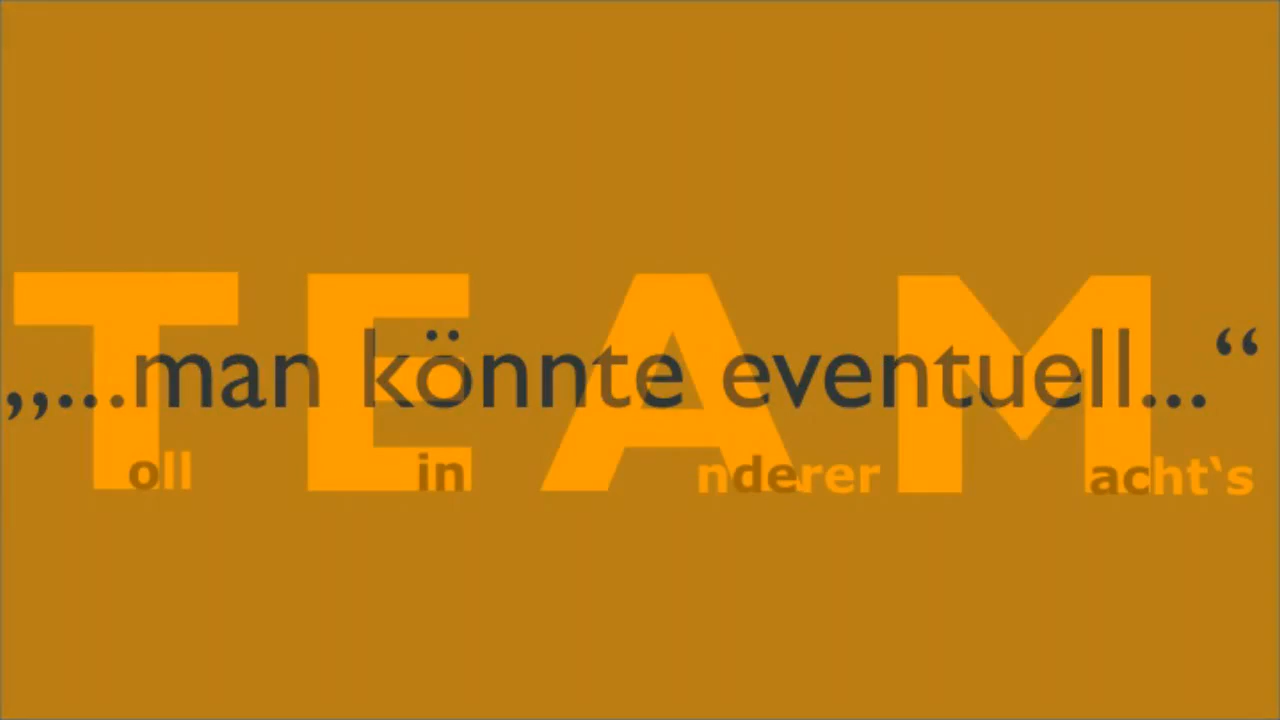 TEAM
„...man könnte eventuell...“
oll in nderer acht‘s